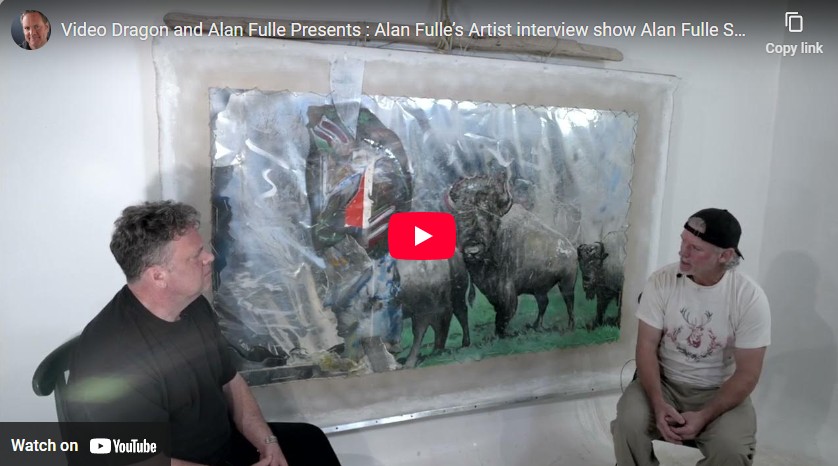 Video Dragon and Alan Fulle Presents : Alan Fulle's Artist interview show Alan Fulle S...
Copy link
Watch on YouTube